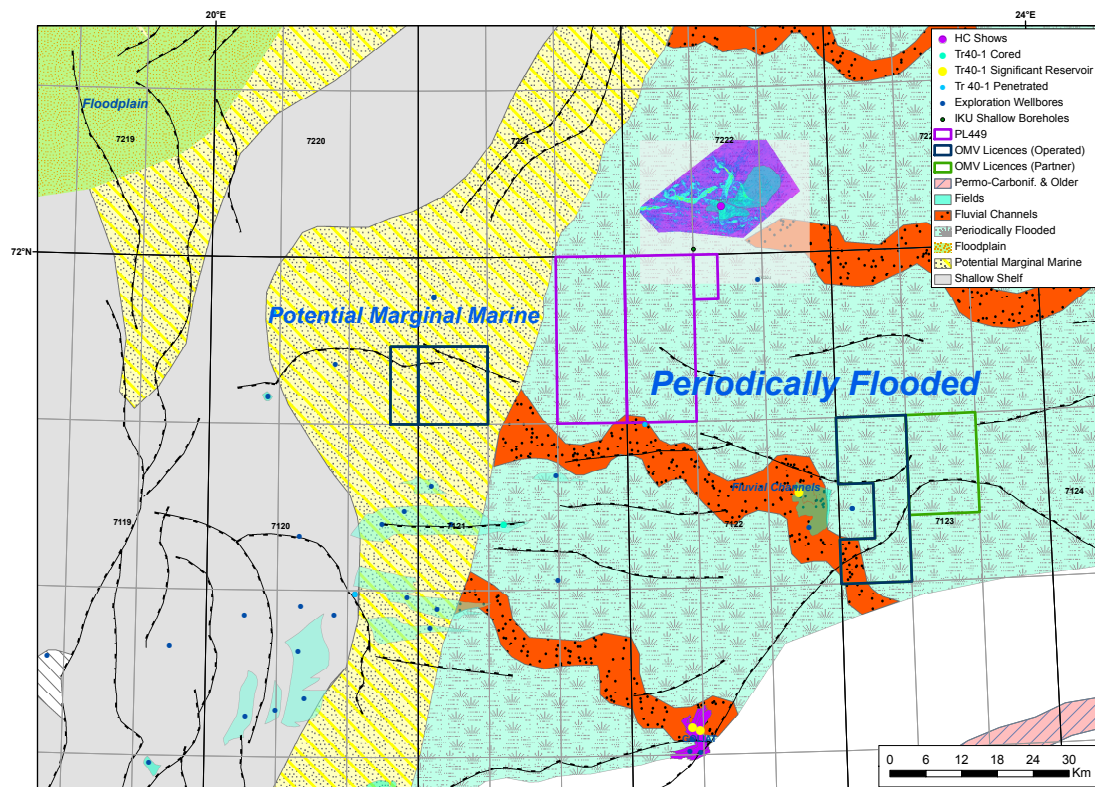 20°E
24°E
HC Shows
Tr40-1 Cored
Tr40-1 Significant Reservoir
Tr 40-1 Penetrated
Exploration Wellbores
IKU Shallow Boreholes
PL449
OMV Licences (Operated)
OMV Licences (Partner)
Permo-Carbonif. & Older
Fields
Fluvial Channels
Periodically Flooded
Floodplain
Potential Marginal Marine
Shallow Shelf
Floodplain
7219
7220
7221
7222
72°N
Potential Marginal Marine
Periodically Flooded
Fluvial Channels
7119
7120
7121
7122
7123
7124
0 6 12 18 24 30
Km